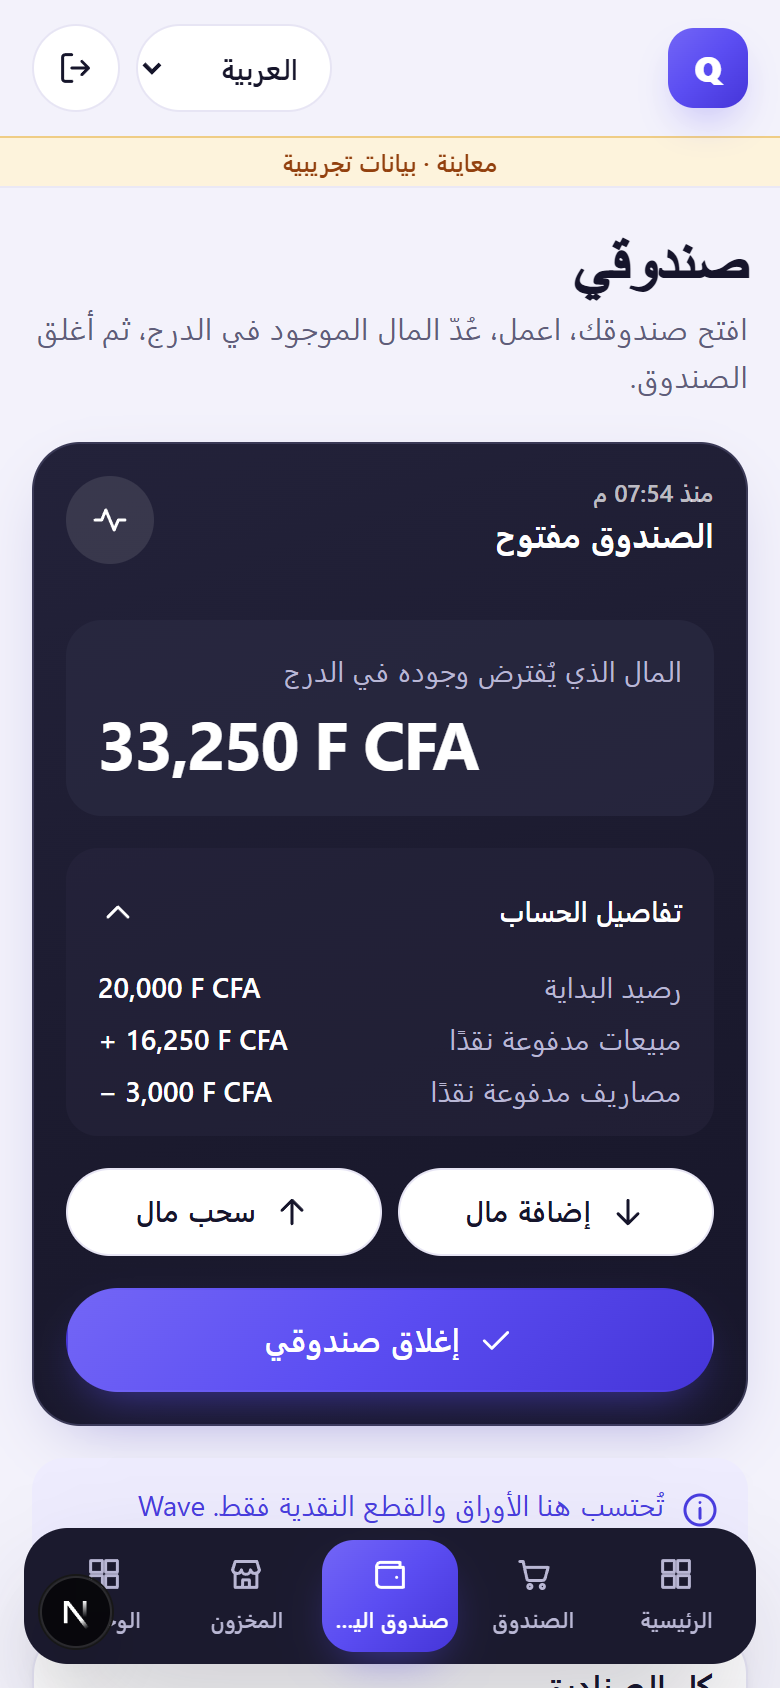 Q
العربية
معاينة · بيانات تجريبية
صندوقي
افتح صندوقك، اعمل، عُدّ المال الموجود في الدرج، ثم أغلق
الصندوق.
منذ 07:54 م
الصندوق مفتوح
المال الذي يُفترض وجوده في الدرج
33,250 F CFA
تفاصيل الحساب
رصيد البداية 20,000 F CFA
مبيعات مدفوعة نقدًا + 16,250 F CFA
مصاريف مدفوعة نقدًا − 3,000 F CFA
إضافة مال
سحب مال
إغلاق صندوقي
تُحتسب هنا الأوراق والقطع النقدية فقط. Wave
الرئيسية
الصندوق
صندوق اليـ...
المخزون
N